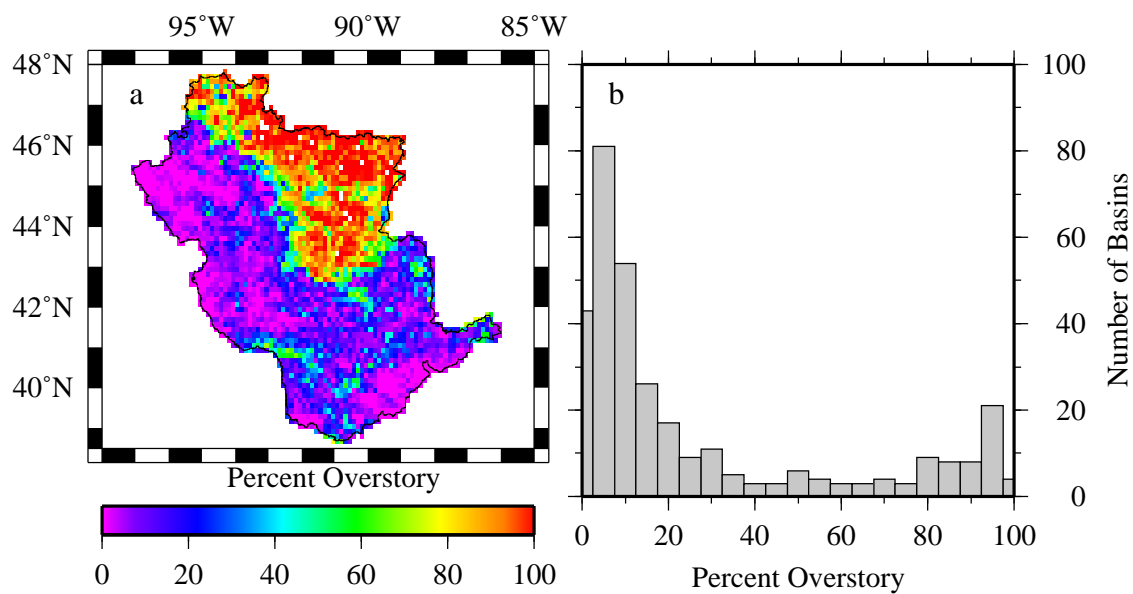 95˚W 90˚W 85˚W
48˚N
46˚N
44˚N
42˚N
40˚N
a
Percent Overstory
0 20 40 60 80 100
b
100
80
60
40
20
0
Number of Basins
0 20 40 60 80 100
Percent Overstory